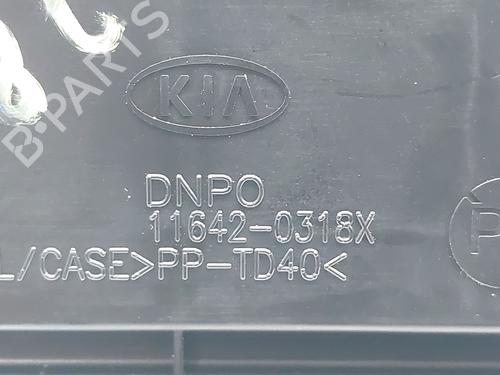 B-PARTS
KIA
DNPO
11642-0318X
L/CASE>PP-TD40<
P